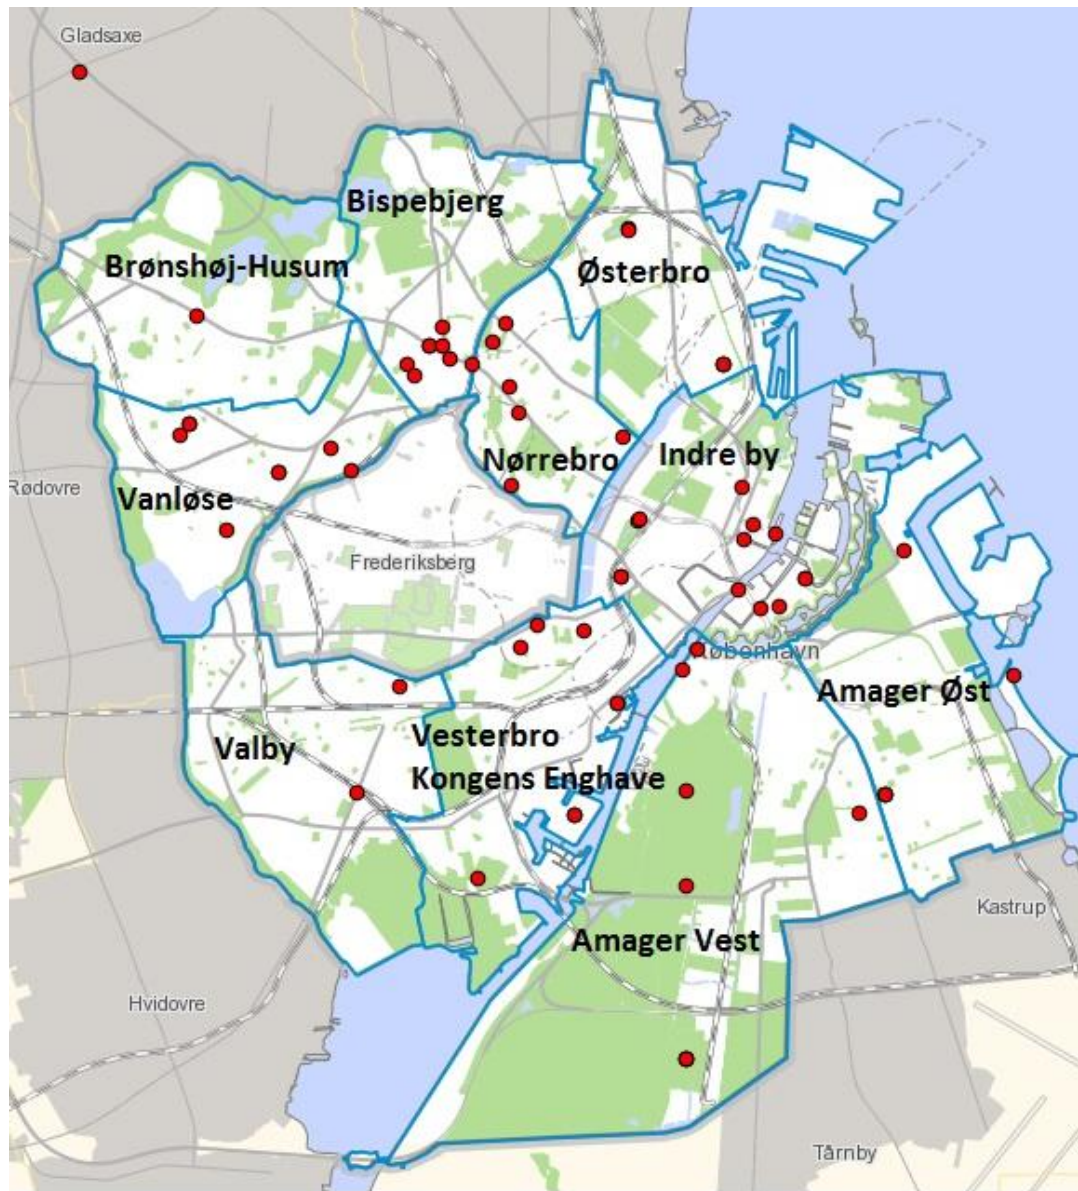 Gladsaxe
Bispebjerg
Brønshøj-Husum
Østerbro
Indre by
Nørrebro
Rødovre
Vanløse
Frederiksberg
København
Amager Øst
Valby
Vesterbro
Kongens Enghave
Kastrup
Amager Vest
Hvidovre
Tårnby